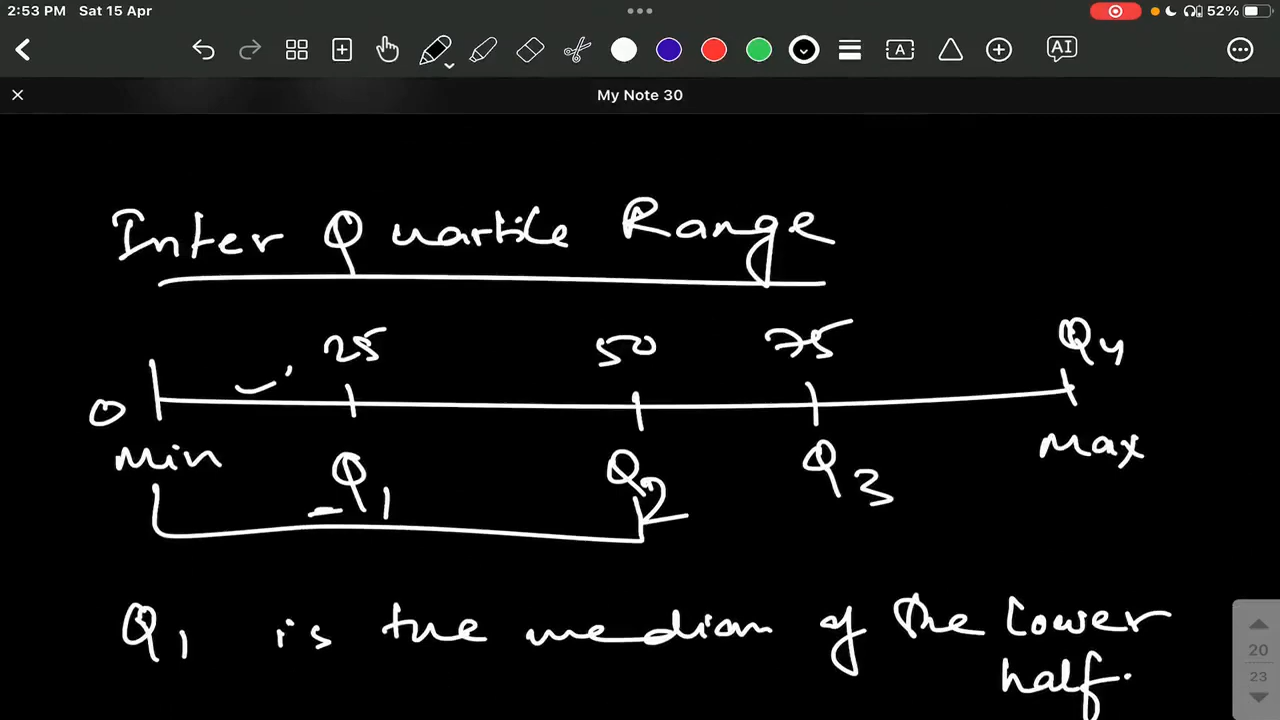 2:53 PM Sat 15 Apr
52%
A
AI
My Note 30
Inter Quartile Range
25 50 75 Q4
0
Min Q1 Q2 Q3 Max
Q1 is the median of the lower
half.
20
23